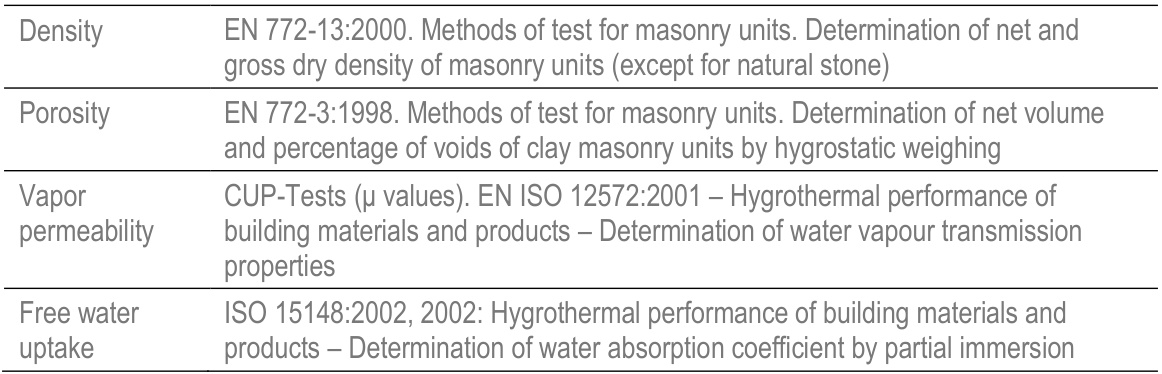 Density
EN 772-13:2000. Methods of test for masonry units. Determination of net and
gross dry density of masonry units (except for natural stone)
Porosity
EN 772-3:1998. Methods of test for masonry units. Determination of net volume
and percentage of voids of clay masonry units by hygrostatic weighing
Vapor
permeability
CUP-Tests (µ values). EN ISO 12572:2001 – Hygrothermal performance of
building materials and products – Determination of water vapour transmission
properties
Free water
uptake
ISO 15148:2002, 2002: Hygrothermal performance of building materials and
products – Determination of water absorption coefficient by partial immersion